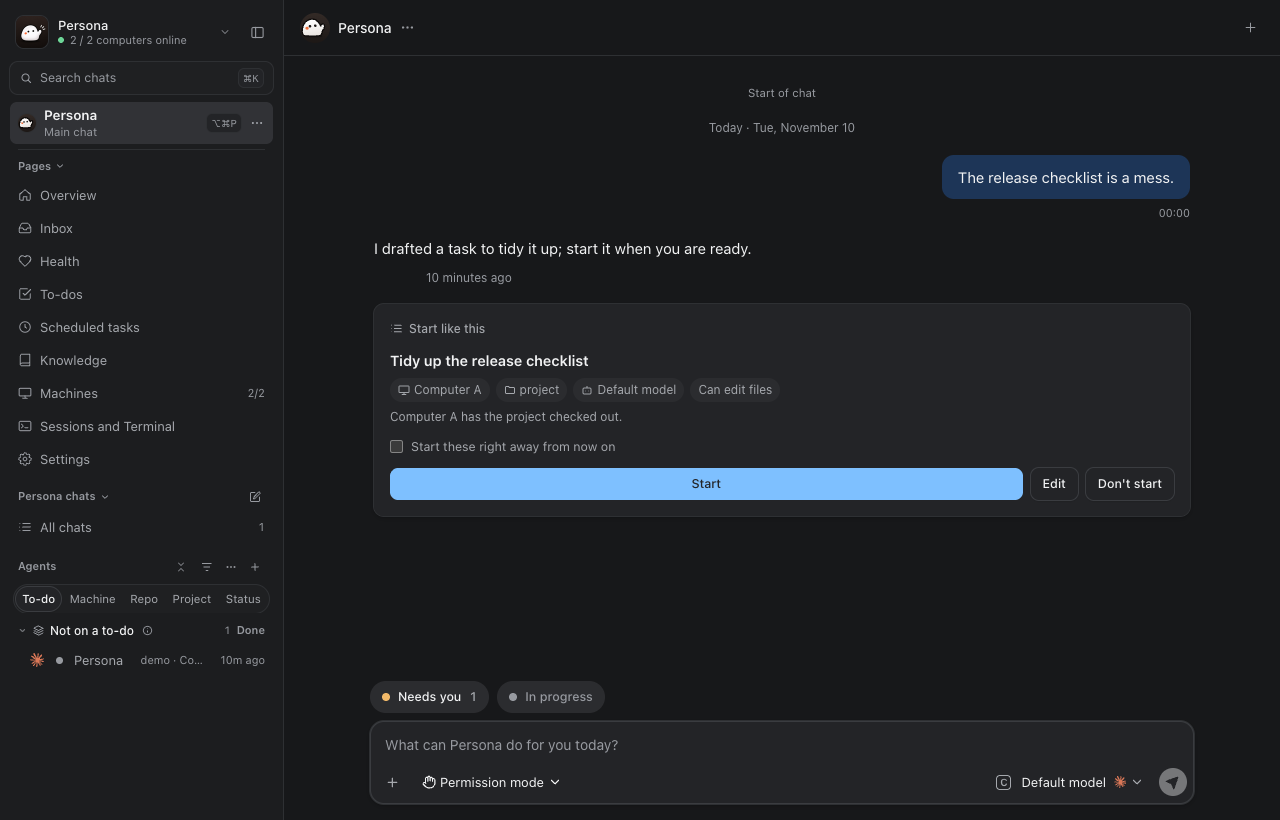 Persona
2 / 2 computers online
Search chats
⌘K
Persona
Main chat
⌥⌘P
Pages
Overview
Inbox
Health
To-dos
Scheduled tasks
Knowledge
Machines 2/2
Sessions and Terminal
Settings
Persona chats
All chats 1
Agents
To-do Machine Repo Project Status
Not on a to-do 1 Done
Persona demo · Co... 10m ago
Persona
Start of chat
Today · Tue, November 10
The release checklist is a mess.
00:00
I drafted a task to tidy it up; start it when you are ready.
10 minutes ago
Start like this
Tidy up the release checklist
Computer A project Default model Can edit files
Computer A has the project checked out.
Start these right away from now on
Start Edit Don't start
Needs you 1 In progress
What can Persona do for you today?
Permission mode C Default model